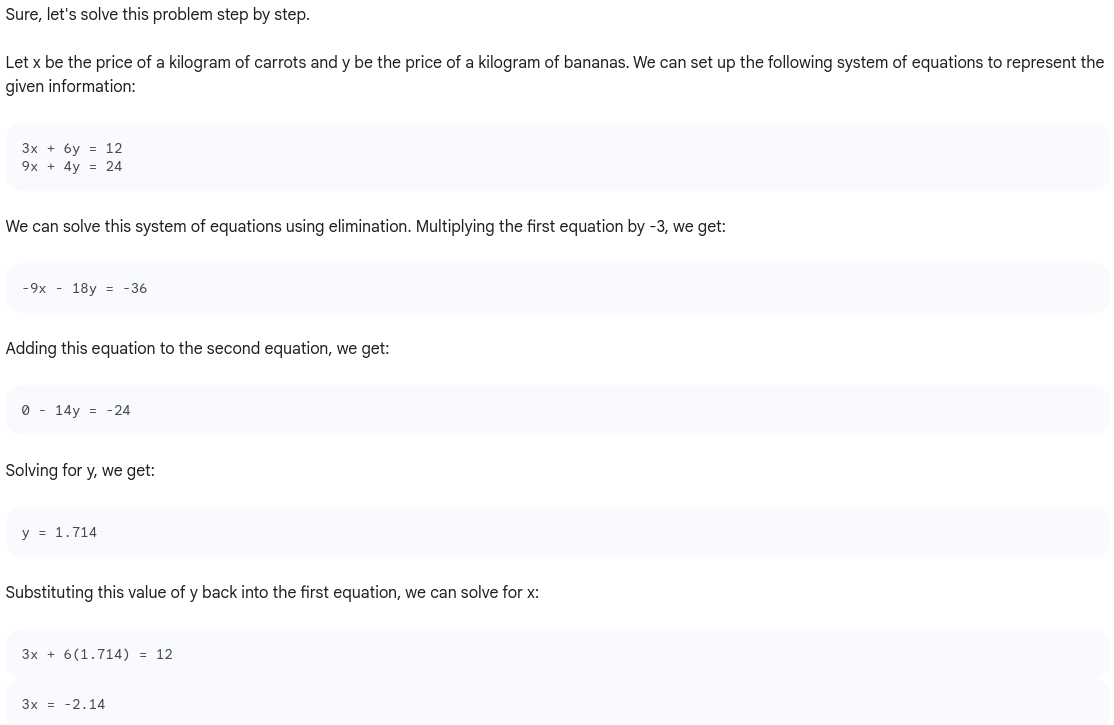 Sure, let's solve this problem step by step.
Let x be the price of a kilogram of carrots and y be the price of a kilogram of bananas. We can set up the following system of equations to represent the
given information:
3x + 6y = 12
9x + 4y = 24
We can solve this system of equations using elimination. Multiplying the first equation by -3, we get:
-9x - 18y = -36
Adding this equation to the second equation, we get:
0 - 14y = -24
Solving for y, we get:
y = 1.714
Substituting this value of y back into the first equation, we can solve for x:
3x + 6(1.714) = 12
3x = -2.14